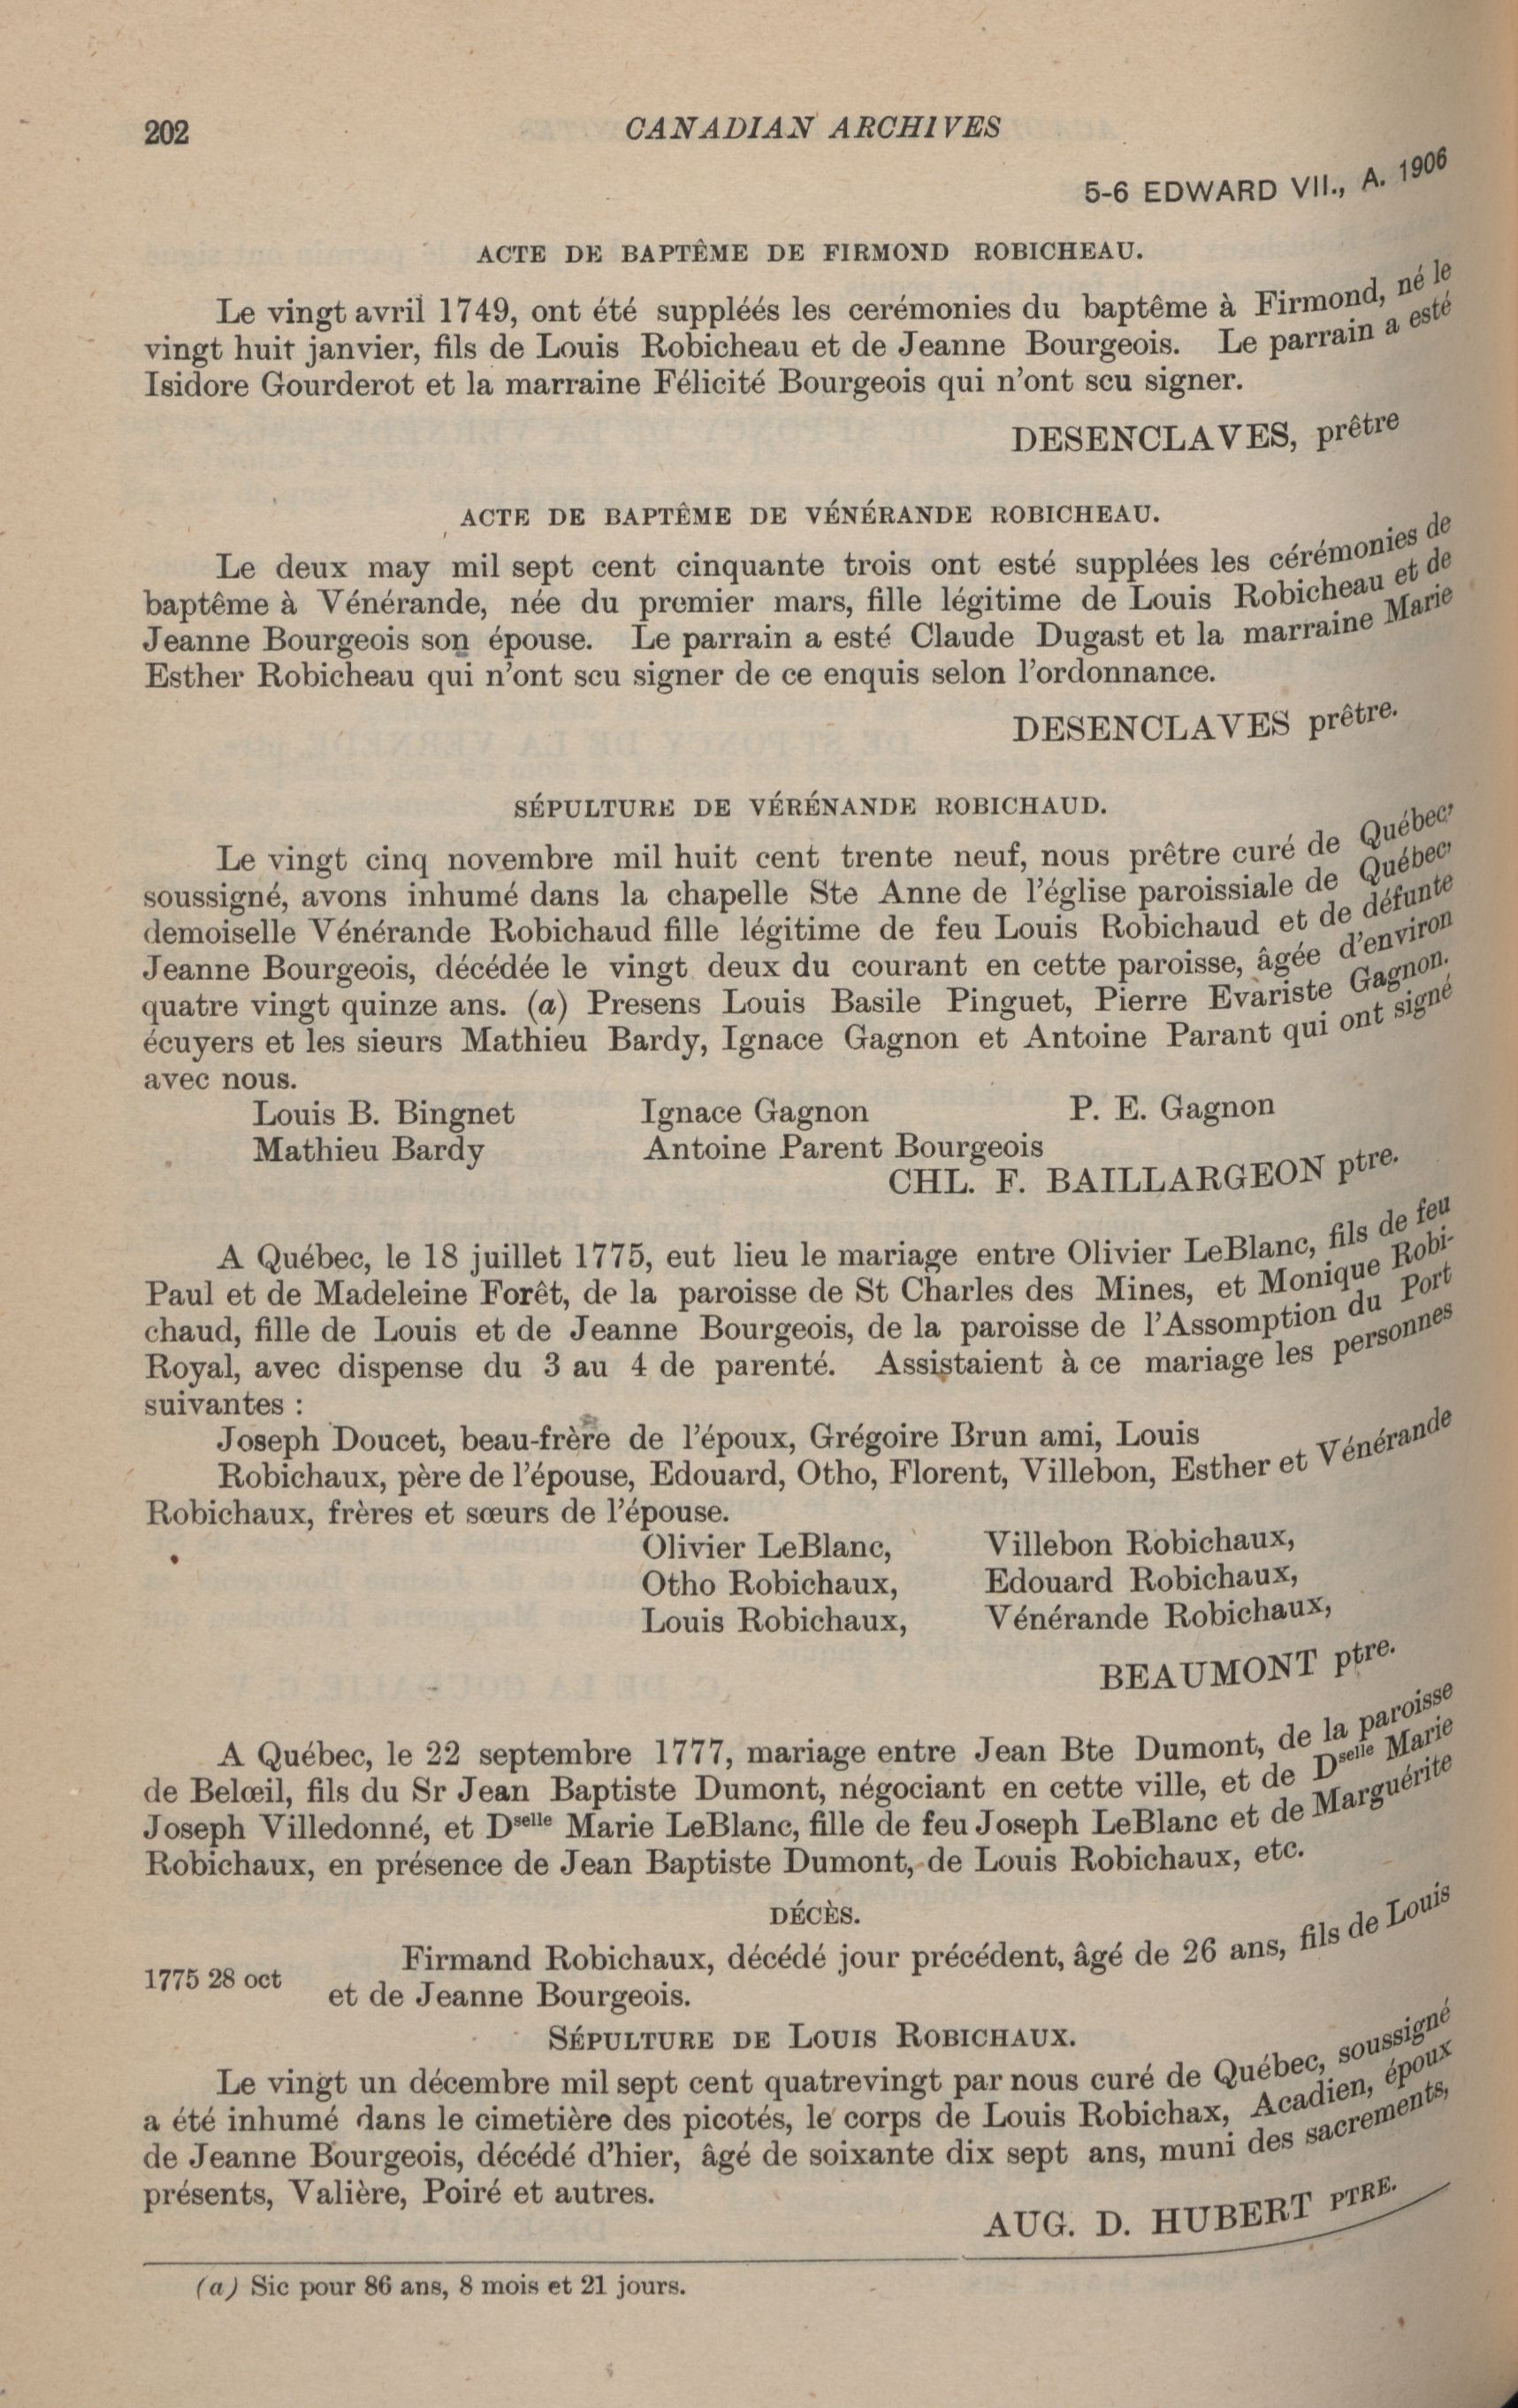 202 CANADIAN ARCHIVES
5-6 EDWARD VII., A. 1906
ACTE DE BAPTÊME DE FIRMOND ROBICHEAU.
Le vingt avril 1749, ont été suppléés les cerémonies du baptême à Firmond, né le
vingt huit janvier, fils de Louis Robicheau et de Jeanne Bourgeois. Le parrain a esté
Isidore Gourderot et la marraine Félicité Bourgeois qui n'ont scu signer.
DESENCLAVES, prêtre
ACTE DE BAPTÊME DE VÉNÉRANDE ROBICHEAU.
Le deux may mil sept cent cinquante trois ont esté supplées les cérémonies de
baptême à Vénérande, née du premier mars, fille légitime de Louis Robicheau et de
Jeanne Bourgeois son épouse. Le parrain a esté Claude Dugast et la marraine Marie
Esther Robicheau qui n'ont scu signer de ce enquis selon l'ordonnance.
DESENCLAVES prêtre.
SÉPULTURE DE VÉRÉNANDE ROBICHAUD.
Le vingt cinq novembre mil huit cent trente neuf, nous prêtre curé de Québec,
soussigné, avons inhumé dans la chapelle Ste Anne de l'église paroissiale de Québec,
demoiselle Vénérande Robichaud fille légitime de feu Louis Robichaud et de défunte
Jeanne Bourgeois, décédée le vingt deux du courant en cette paroisse, âgée d'environ
quatre vingt quinze ans. (a) Presens Louis Basile Pinguet, Pierre Evariste Gagnon.
écuyers et les sieurs Mathieu Bardy, Ignace Gagnon et Antoine Parant qui ont signé
avec nous.
Louis B. Bingnet Ignace Gagnon P. E. Gagnon
Mathieu Bardy Antoine Parent Bourgeois
CHL. F. BAILLARGEON ptre.
A Québec, le 18 juillet 1775, eut lieu le mariage entre Olivier LeBlanc, fils de feu
Paul et de Madeleine Forêt, de la paroisse de St Charles des Mines, et Monique Robi-
chaud, fille de Louis et de Jeanne Bourgeois, de la paroisse de l'Assomption du Port
Royal, avec dispense du 3 au 4 de parenté. Assistaient à ce mariage les personnes
suivantes :
Joseph Doucet, beau-frère de l'époux, Grégoire Brun ami, Louis
Robichaux, père de l'épouse, Edouard, Otho, Florent, Villebon, Esther et Vénérande
Robichaux, frères et sœurs de l'épouse.
Olivier LeBlanc, Villebon Robichaux,
Otho Robichaux, Edouard Robichaux,
Louis Robichaux, Vénérande Robichaux,
BEAUMONT ptre.
A Québec, le 22 septembre 1777, mariage entre Jean Bte Dumont, de la paroisse
de Belœil, fils du Sr Jean Baptiste Dumont, négociant en cette ville, et de Dselle Marie
Joseph Villedonné, et Dselle Marie LeBlanc, fille de feu Joseph LeBlanc et de Marguérite
Robichaux, en présence de Jean Baptiste Dumont, de Louis Robichaux, etc.
DÉCÈS.
1775 28 oct Firmand Robichaux, décédé jour précédent, âgé de 26 ans, fils de Louis
et de Jeanne Bourgeois.
SÉPULTURE DE LOUIS ROBICHAUX.
Le vingt un décembre mil sept cent quatrevingt par nous curé de Québec, soussigné
a été inhumé dans le cimetière des picotés, le corps de Louis Robichax, Acadien, époux
de Jeanne Bourgeois, décédé d'hier, âgé de soixante dix sept ans, muni des sacrements,
présents, Valière, Poiré et autres.
AUG. D. HUBERT PTRE.
(a) Sic pour 86 ans, 8 mois et 21 jours.